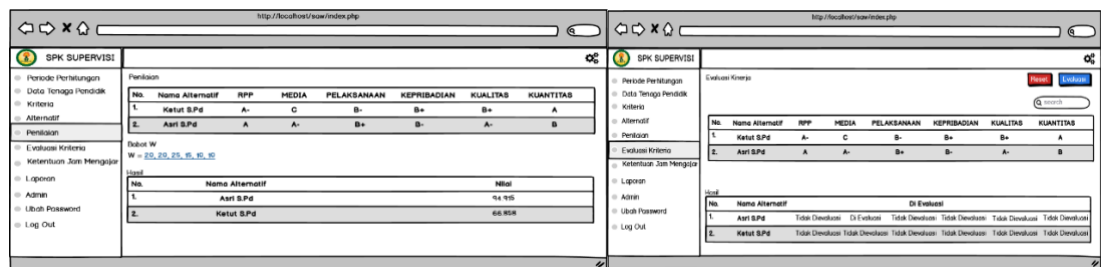 http://localhost/saw/index.php
SPK SUPERVISI
Periode Perhitungan
Data Tenaga Pendidik
Kriteria
Alternatif
Penilaian
Evaluasi Kriteria
Ketentuan Jam Mengajar
Laporan
Admin
Ubah Password
Log Out
Penilaian
No. Nama Alternatif RPP MEDIA PELAKSANAAN KEPRIBADIAN KUALITAS KUANTITAS
1. Ketut S.Pd A- C B- B+ B+ A
2. Asri S.Pd A A- B+ B- A- B
Bobot W
W = 20, 20, 25, 15, 10, 10
Hasil
No. Nama Alternatif Nilai
1. Asri S.Pd 94.915
2. Ketut S.Pd 66.858
http://localhost/saw/index.php
SPK SUPERVISI
Periode Perhitungan
Data Tenaga Pendidik
Kriteria
Alternatif
Penilaian
Evaluasi Kriteria
Ketentuan Jam Mengajar
Laporan
Admin
Ubah Password
Log Out
Evaluasi Kinerja
Reset Evaluasi
search
No. Nama Alternatif RPP MEDIA PELAKSANAAN KEPRIBADIAN KUALITAS KUANTITAS
1. Ketut S.Pd A- C B- B+ B+ A
2. Asri S.Pd A A- B+ B- A- B
Hasil
No. Nama Alternatif Di Evaluasi
1. Asri S.Pd Tidak Dievaluasi Di Evaluasi Tidak Dievaluasi Tidak Dievaluasi Tidak Dievaluasi Tidak Dievaluasi
2. Ketut S.Pd Tidak Dievaluasi Tidak Dievaluasi Tidak Dievaluasi Tidak Dievaluasi Tidak Dievaluasi Tidak Dievaluasi